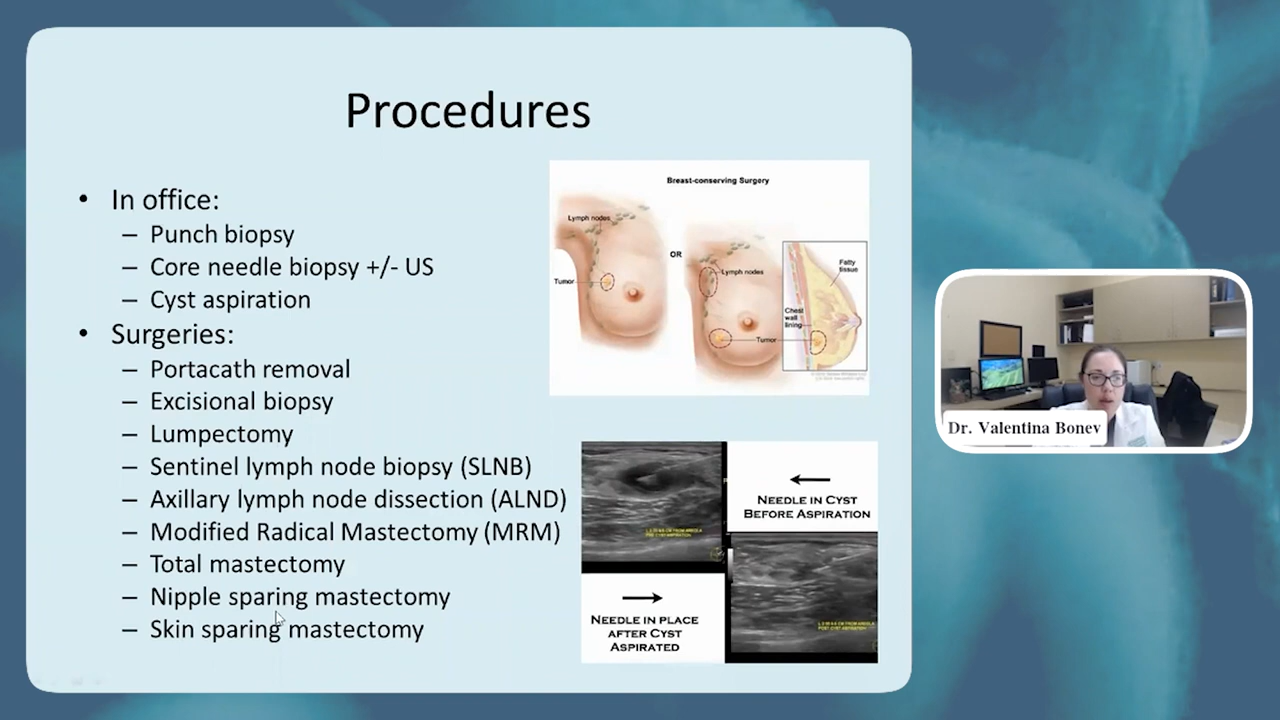 Procedures
• In office:
– Punch biopsy
– Core needle biopsy +/- US
– Cyst aspiration
• Surgeries:
– Portacath removal
– Excisional biopsy
– Lumpectomy
– Sentinel lymph node biopsy (SLNB)
– Axillary lymph node dissection (ALND)
– Modified Radical Mastectomy (MRM)
– Total mastectomy
– Nipple sparing mastectomy
– Skin sparing mastectomy
Breast-conserving Surgery
Lymph nodes
Tumor
OR
Lymph nodes
Tumor
Fatty
tissue
Chest
wall
lining
NEEDLE IN CYST
BEFORE ASPIRATION
NEEDLE IN PLACE
AFTER CYST
ASPIRATED
Dr. Valentina Bonev